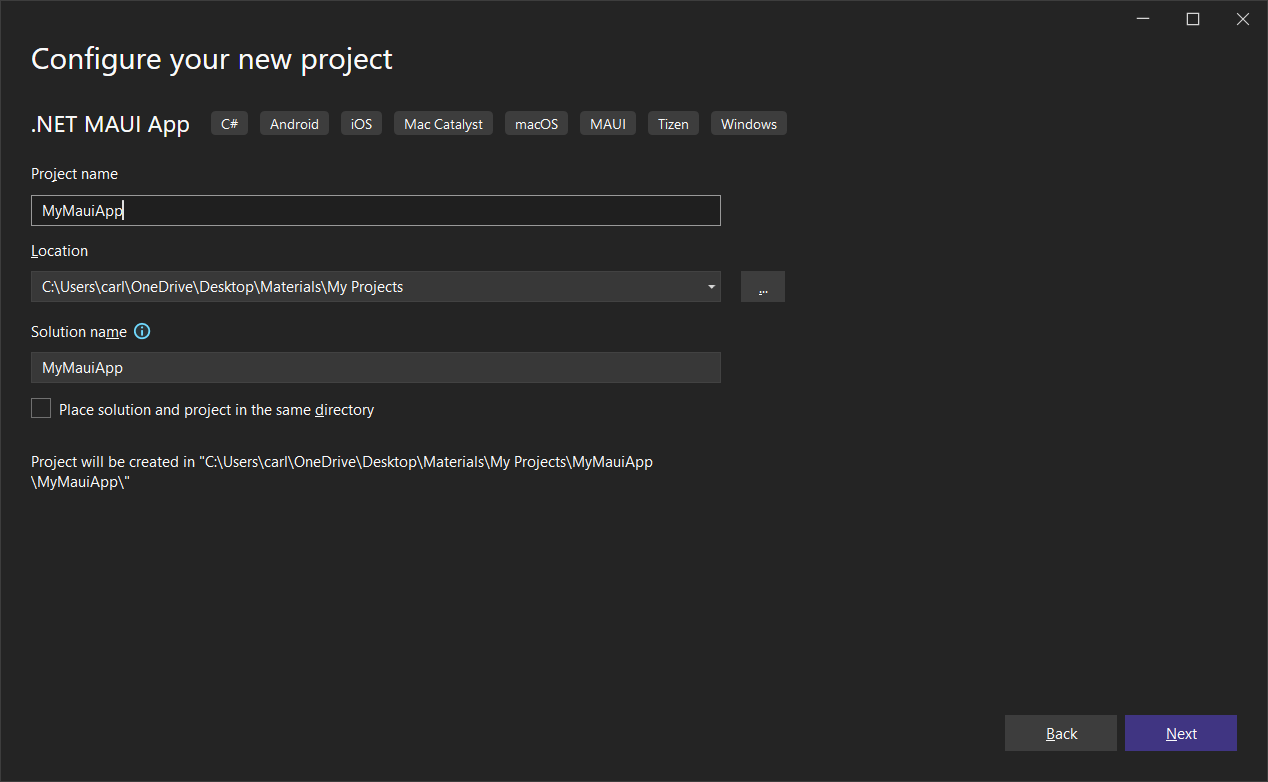 Configure your new project
.NET MAUI App C# Android iOS Mac Catalyst macOS MAUI Tizen Windows
Project name
MyMauiApp
Location
C:\Users\carl\OneDrive\Desktop\Materials\My Projects
...
Solution name
MyMauiApp
Place solution and project in the same directory
Project will be created in "C:\Users\carl\OneDrive\Desktop\Materials\My Projects\MyMauiApp
\MyMauiApp\"
Back Next